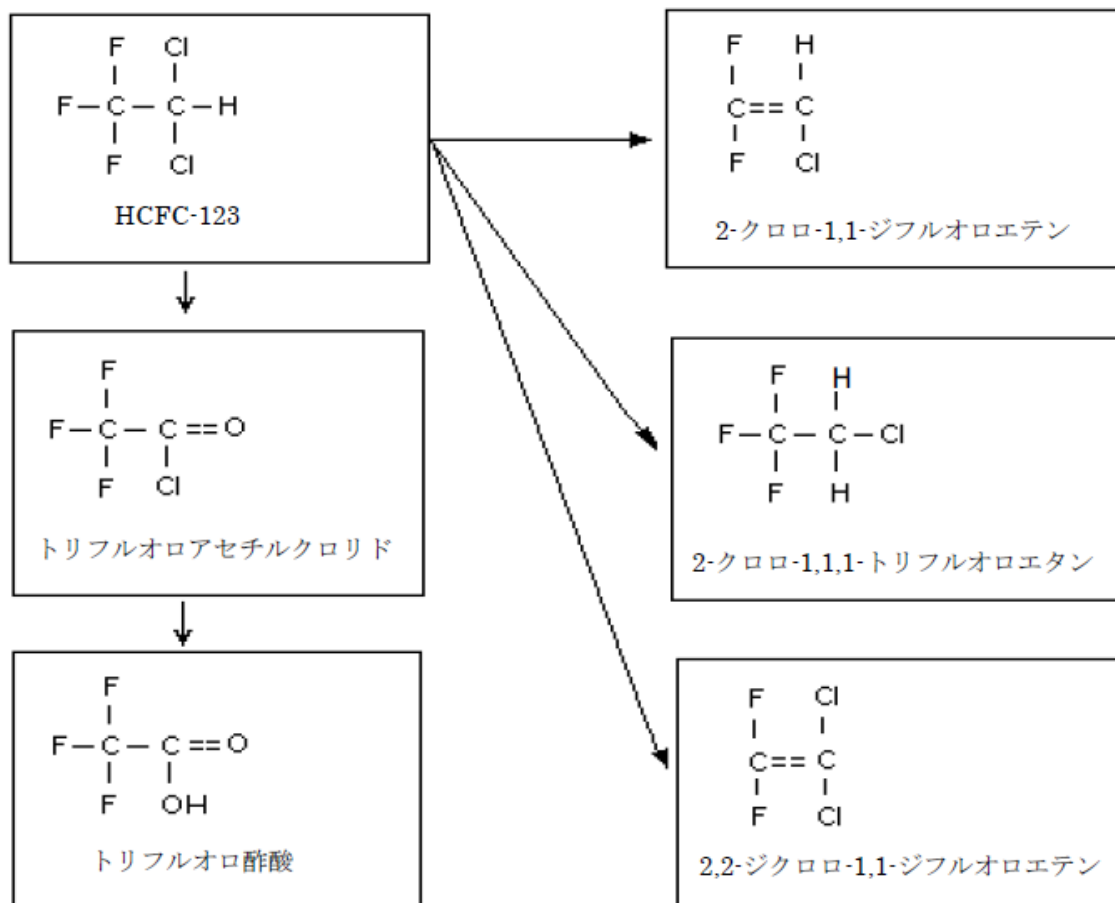 F Cl
F C C H
F Cl
HCFC-123
F H
C == C
F Cl
2-クロロ-1,1-ジフルオロエテン
F
F C C == O
F Cl
トリフルオロアセチルクロリド
F H
F C C Cl
F H
2-クロロ-1,1,1-トリフルオロエタン
F
F C C == O
F OH
トリフルオロ酢酸
F Cl
C == C
F Cl
2,2-ジクロロ-1,1-ジフルオロエテン